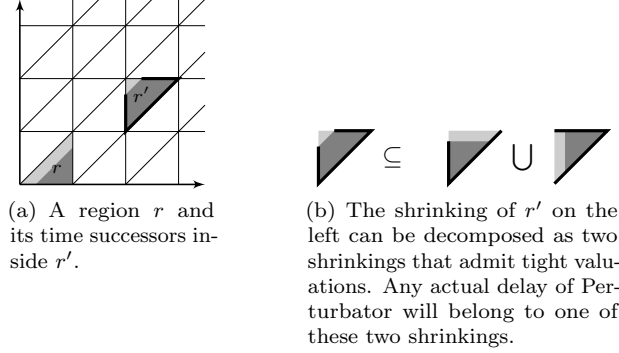 r′
r
⊆ ∪
(a) A region r and
its time successors in-
side r′.
(b) The shrinking of r′ on the
left can be decomposed as two
shrinkings that admit tight valu-
ations. Any actual delay of Per-
turbator will belong to one of
these two shrinkings.